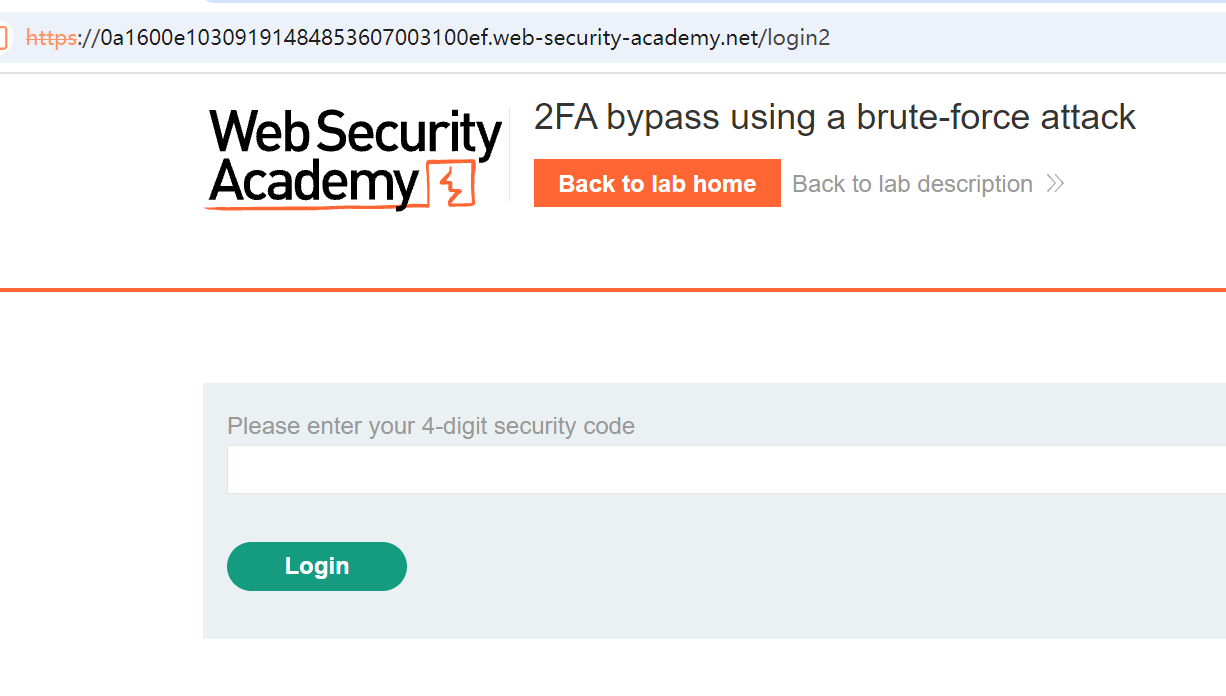 https://0a1600e10309191484853607003100ef.web-security-academy.net/login2
Web Security
Academy
2FA bypass using a brute-force attack
Back to lab home
Back to lab description
Please enter your 4-digit security code
Login